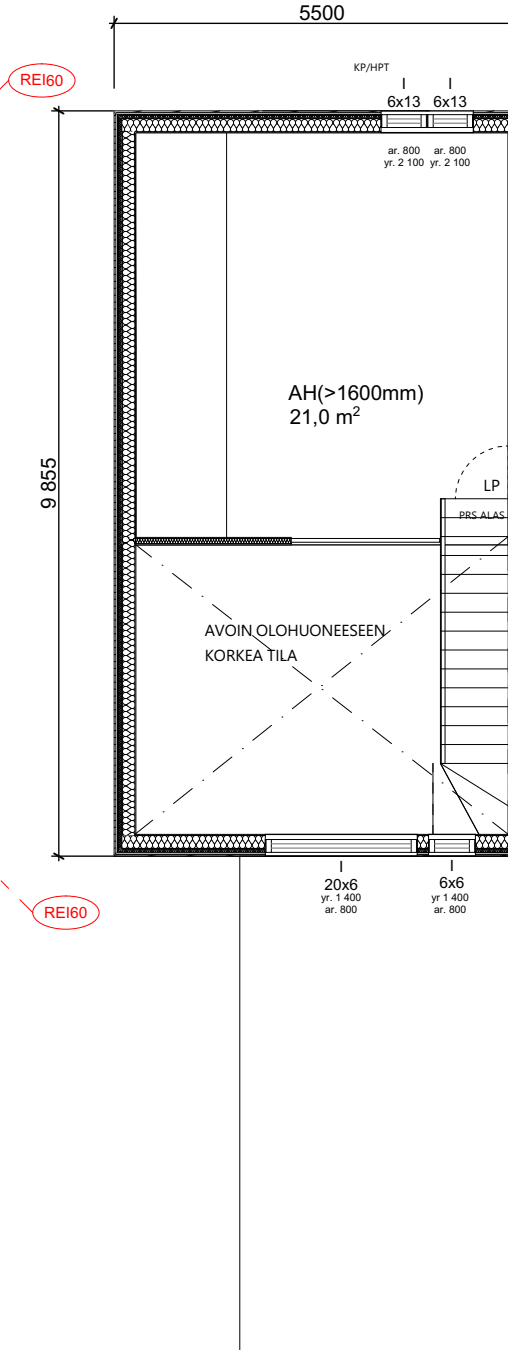 5500
KP/HPT
REI60
6x13 6x13
ar. 800 ar. 800
yr. 2 100 yr. 2 100
AH(>1600mm)
21,0 m²
9 855
LP
PRS ALAS
AVOIN OLOHUONEESEEN
KORKEA TILA
20x6
yr. 1 400
ar. 800
6x6
yr 1 400
ar. 800
REI60